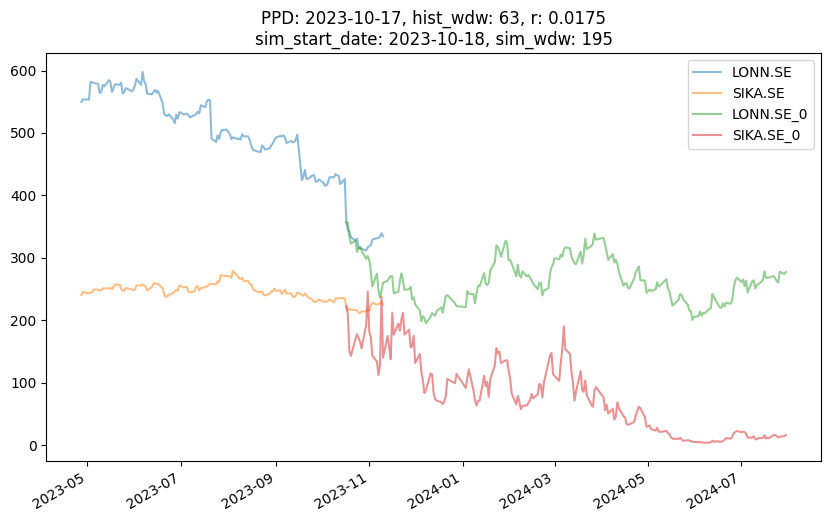 PPD: 2023-10-17, hist_wdw: 63, r: 0.0175
sim_start_date: 2023-10-18, sim_wdw: 195
LONN.SE
SIKA.SE
LONN.SE_0
SIKA.SE_0
600
500
400
300
200
100
0
2023-05
2023-07
2023-09
2023-11
2024-01
2024-03
2024-05
2024-07